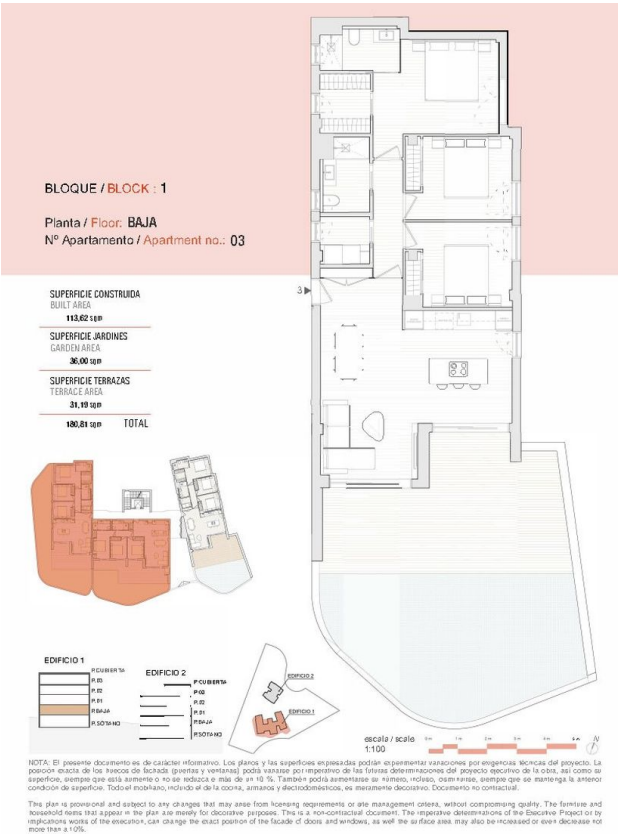 BLOQUE / BLOCK : 1
Planta / Floor: BAJA
Nº Apartamento / Apartment no.: 03
SUPERFICIE CONSTRUIDA
BUILT AREA
113,62 sqm
SUPERFICIE JARDINES
GARDEN AREA
36,00 sqm
SUPERFICIE TERRAZAS
TERRACE AREA
31,19 sqm
180,81 sqm TOTAL
3
EDIFICIO 1
P.CUBIERTA
P.03
P.02
P.01
P.BAJA
P.SÓTANO
EDIFICIO 2
P.CUBIERTA
P.03
P.02
P.01
P.BAJA
P.SÓTANO
EDIFICIO 2
EDIFICIO 1
escala / scale
1:100
N
NOTA: El presente documento es de carácter informativo. Los planos y las superficies expresadas podrán experimentar variaciones por exigencias técnicas del proyecto. La
posición exacta de los huecos de fachada (puertas y ventanas) podrá variarse por imperativo de las futuras determinaciones del proyecto ejecutivo de la obra, así como su
superficie, siempre que esta aumente o no se reduzca e más de un 10 %. También podrá aumentarse su número, incluso, disminuirse, siempre que se mantenga la anterior
condición de superficie. Todo el mobiliario, incluido el de la cocina, armarios y electrodomésticos, es meramente decorativo. Documento no contractual.
This plan is provisional and subject to any changes that may arise from licensing requirements or site management criteria, without compromising quality. The furniture and
household items that appear in the plan are merely for decorative purposes. This is a non-contractual document. The imperative determinations of the Executive Project or by
implications works of the execution, can change the exact position of the facade of doors and windows, as well the surface area may also be increased or even decrease not
more than a 10%.